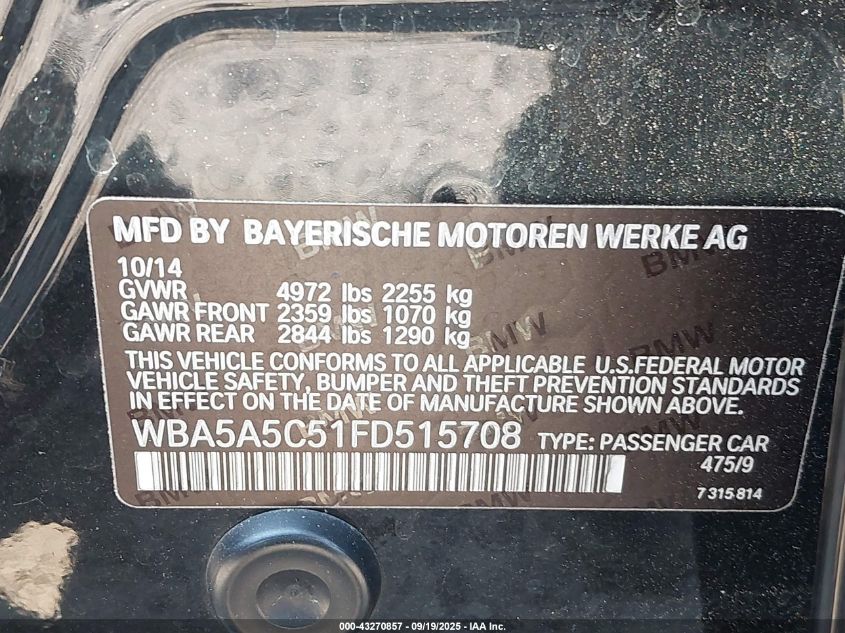 MFD BY BAYERISCHE MOTOREN WERKE AG
10/14
GVWR 4972 lbs 2255 kg
GAWR FRONT 2359 lbs 1070 kg
GAWR REAR 2844 lbs 1290 kg
THIS VEHICLE CONFORMS TO ALL APPLICABLE U.S.FEDERAL MOTOR
VEHICLE SAFETY, BUMPER AND THEFT PREVENTION STANDARDS
IN EFFECT ON THE DATE OF MANUFACTURE SHOWN ABOVE.
WBA5A5C51FD515708 TYPE: PASSENGER CAR
475/9
7 315 814
000-43270857 - 09/19/2025 - IAA Inc.